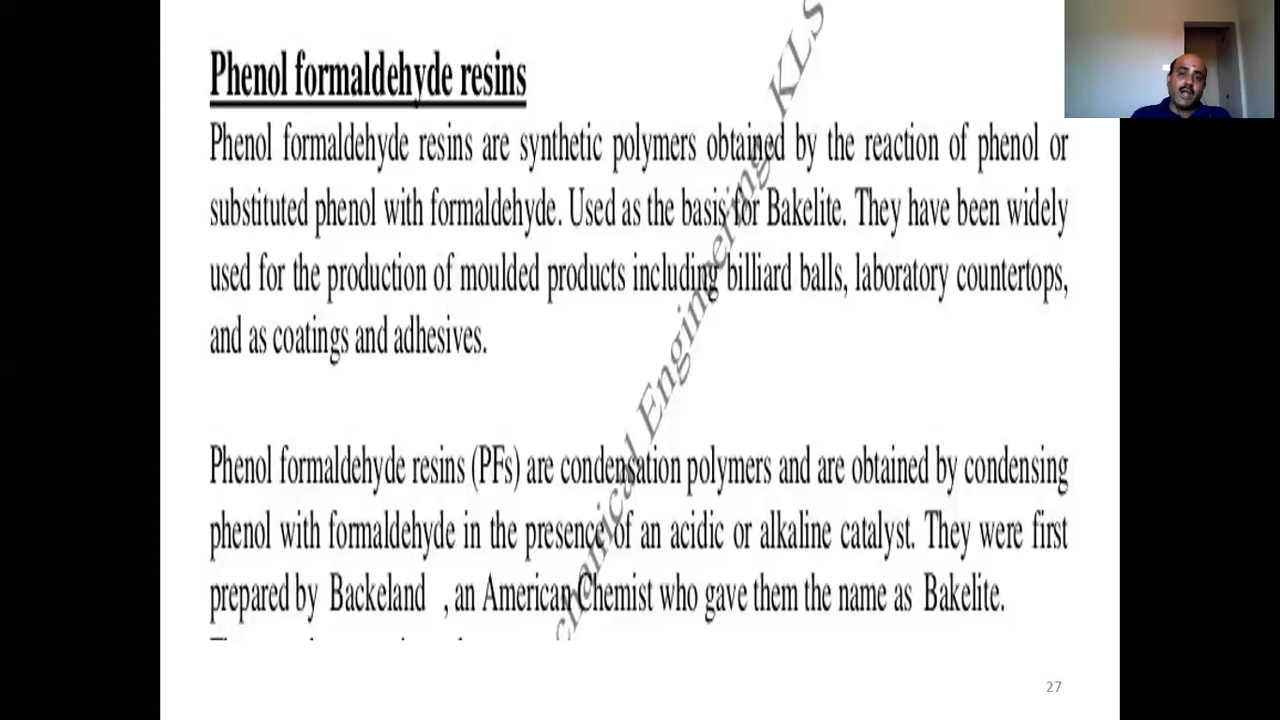 Phenol formaldehyde resins
Phenol formaldehyde resins are synthetic polymers obtained by the reaction of phenol or
substituted phenol with formaldehyde. Used as the basis for Bakelite. They have been widely
used for the production of moulded products including billiard balls, laboratory countertops,
and as coatings and adhesives.
Phenol formaldehyde resins (PFs) are condensation polymers and are obtained by condensing
phenol with formaldehyde in the presence of an acidic or alkaline catalyst. They were first
prepared by Backeland , an American Chemist who gave them the name as Bakelite.
Engineering, KLS
27